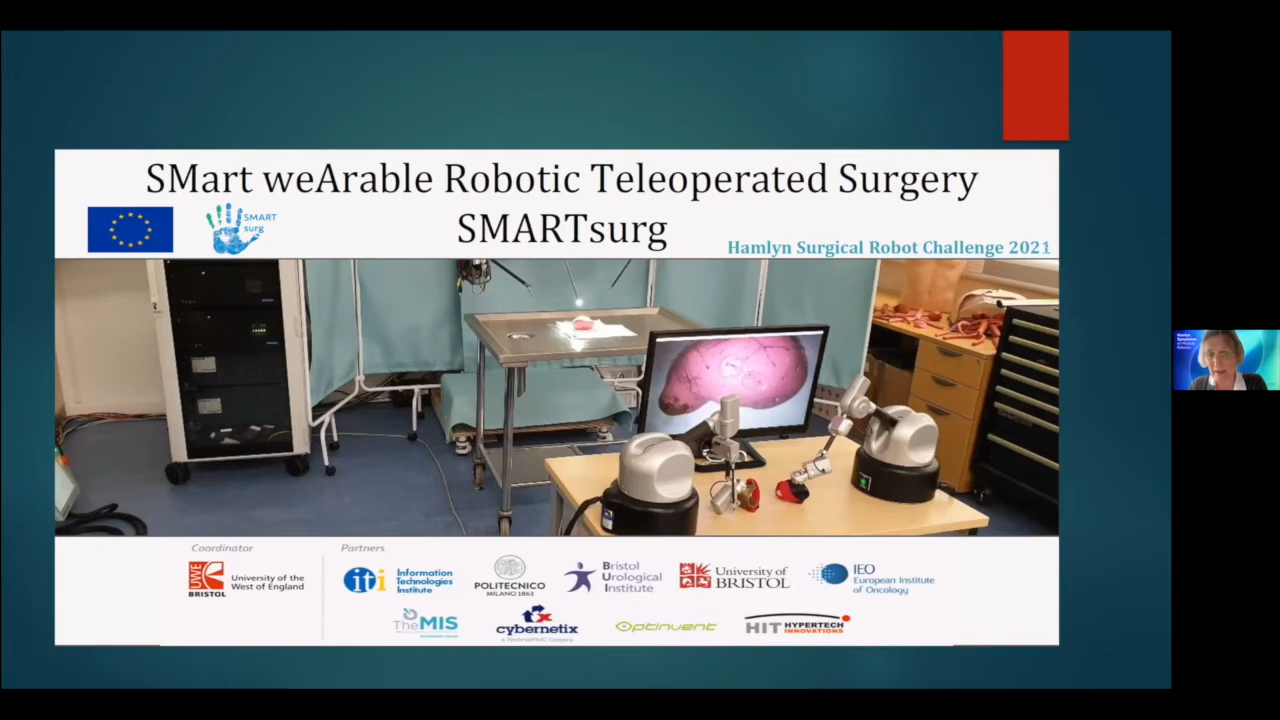 SMart weArable Robotic Teleoperated Surgery
SMARTsurg
SMART
surg
Hamlyn Surgical Robot Challenge 2021
Coordinator
Partners
UWE
BRISTOL
University of the
West of England
iti
Information
Technologies
Institute
POLITECNICO
MILANO 1863
Bristol
Urological
Institute
University of
BRISTOL
IEO
European Institute
of Oncology
TheMIS
cybernetix
Optinvent
HIT HYPERTECH
INNOVATIONS
Hamlyn
Symposium